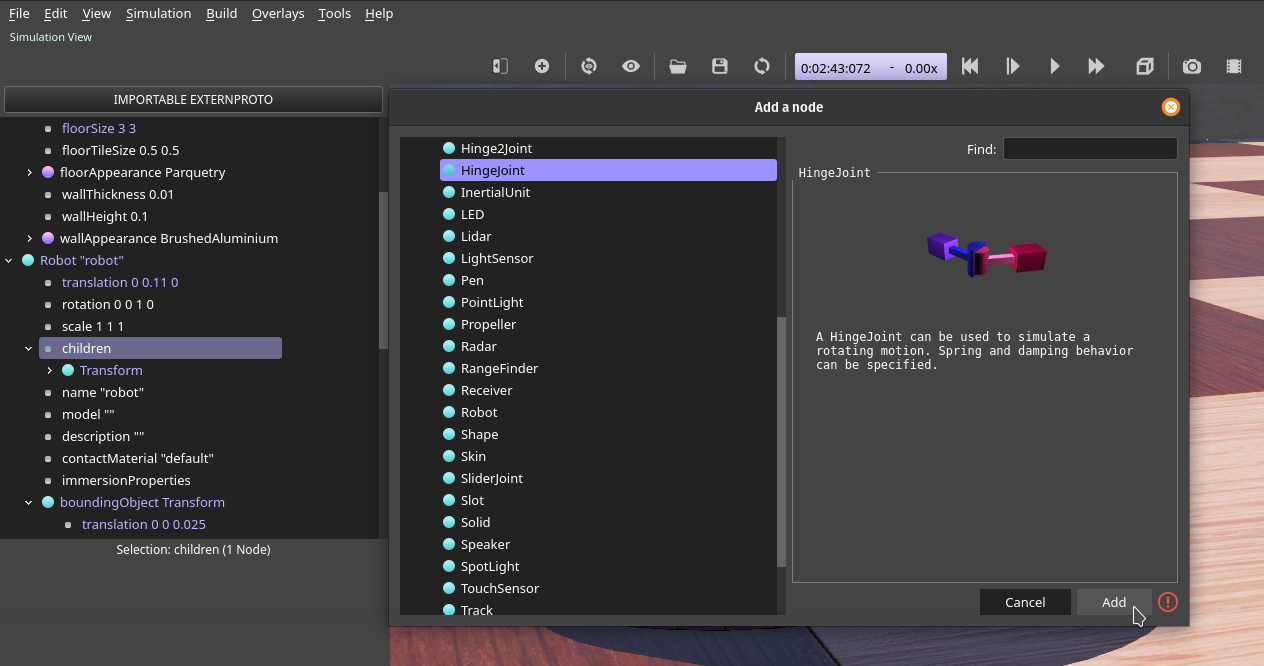 File Edit View Simulation Build Overlays Tools Help
Simulation View
0:02:43:072 - 0.00x
IMPORTABLE EXTERNPROTO
floorSize 3 3
floorTileSize 0.5 0.5
floorAppearance Parquetry
wallThickness 0.01
wallHeight 0.1
wallAppearance BrushedAluminium
Robot "robot"
translation 0 0.11 0
rotation 0 0 1 0
scale 1 1 1
children
Transform
name "robot"
model ""
description ""
contactMaterial "default"
immersionProperties
boundingObject Transform
translation 0 0 0.025
Selection: children (1 Node)
Add a node
Hinge2Joint
HingeJoint
InertialUnit
LED
Lidar
LightSensor
Pen
PointLight
Propeller
Radar
RangeFinder
Receiver
Robot
Shape
Skin
SliderJoint
Slot
Solid
Speaker
SpotLight
TouchSensor
Track
Find:
HingeJoint
A HingeJoint can be used to simulate a
rotating motion. Spring and damping behavior
can be specified.
Cancel Add